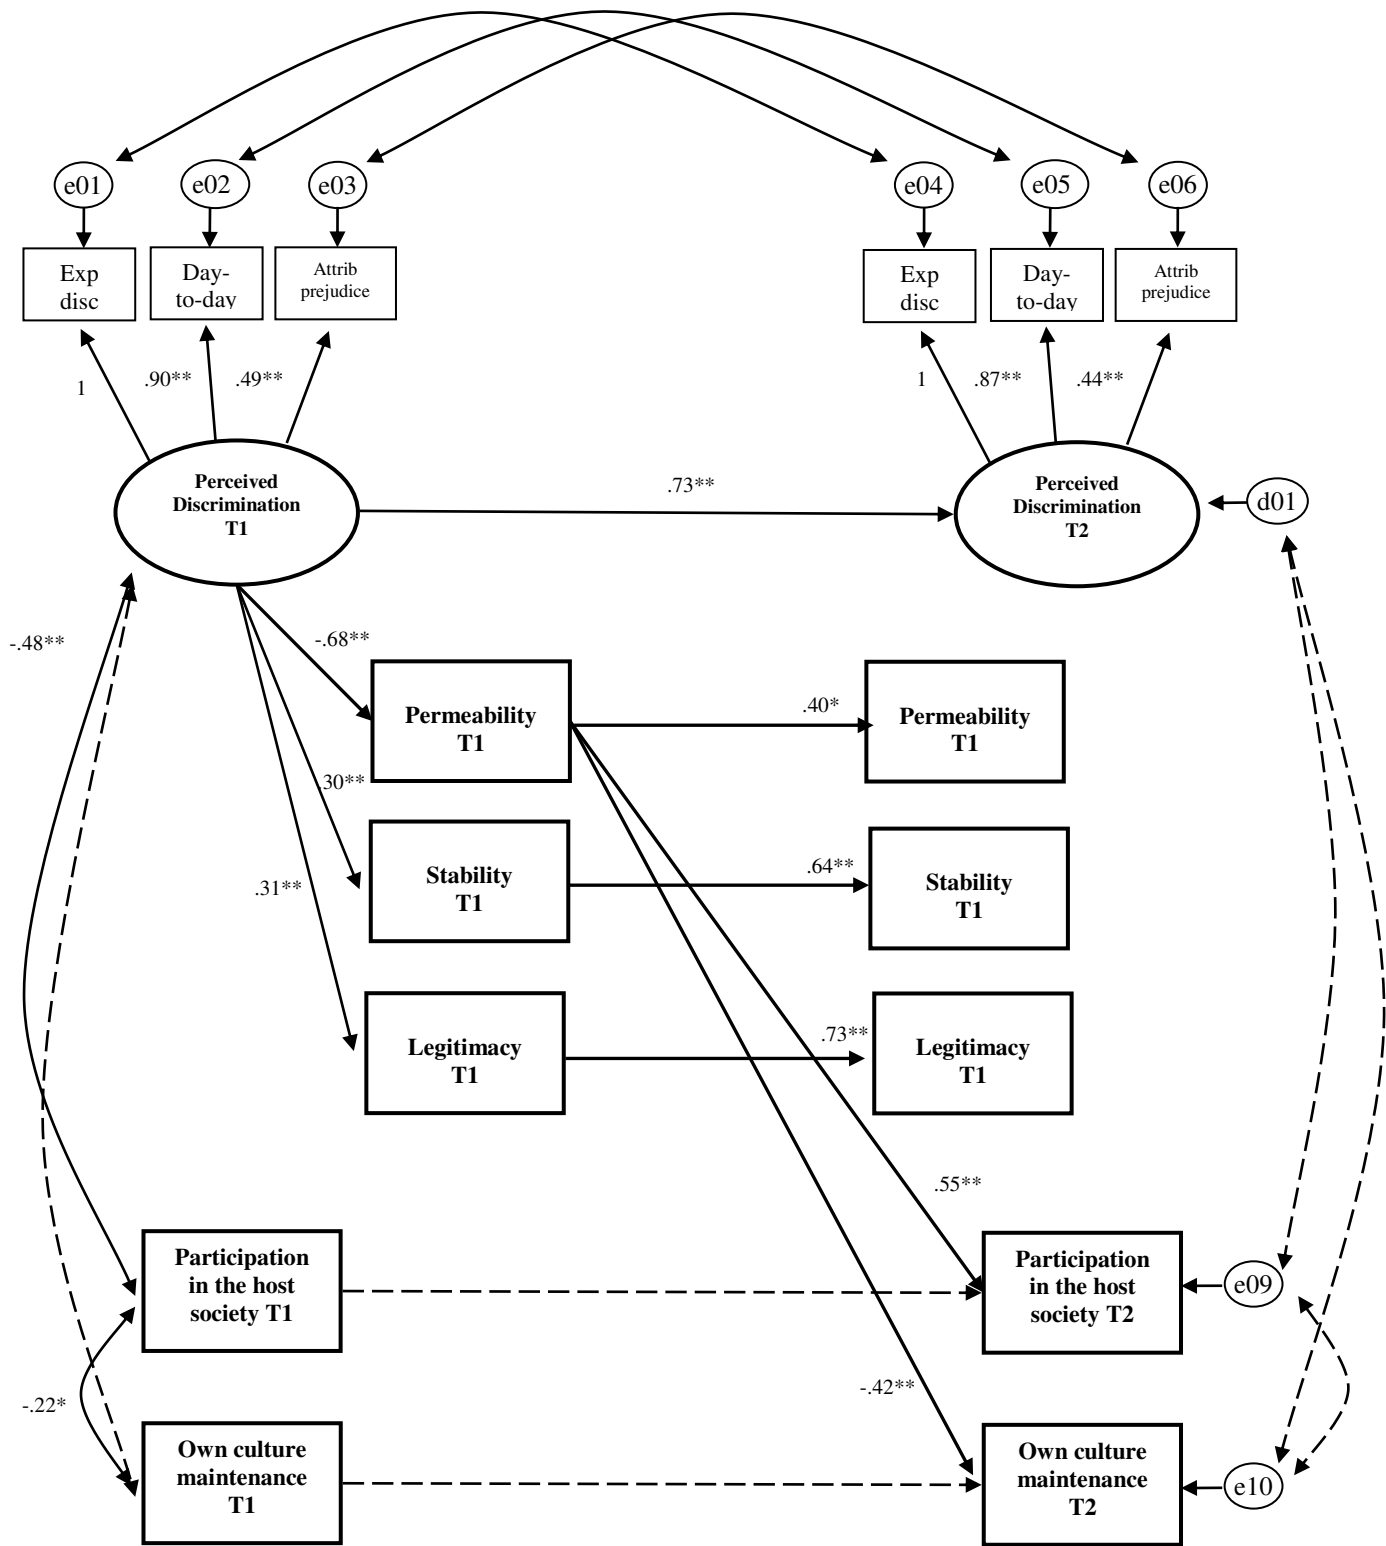 e01
e02
e03
e04
e05
e06
Exp
disc
Day-
to-day
Attrib
prejudice
Exp
disc
Day-
to-day
Attrib
prejudice
1
.90**
.49**
1
.87**
.44**
Perceived
Discrimination
T1
.73**
Perceived
Discrimination
T2
d01
-.48**
-.68**
Permeability
T1
.40*
Permeability
T1
.30**
Stability
T1
.64**
Stability
T1
.31**
Legitimacy
T1
.73**
Legitimacy
T1
.55**
Participation
in the host
society T1
Participation
in the host
society T2
e09
-.22*
-.42**
Own culture
maintenance
T1
Own culture
maintenance
T2
e10